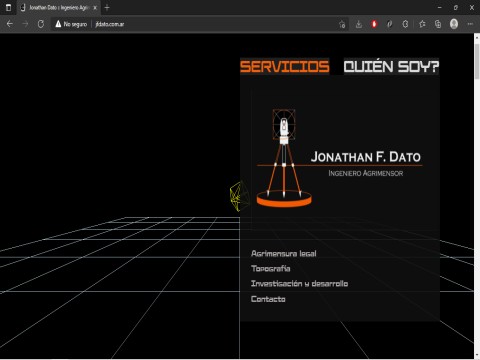 Jonathan Dato | Ingeniero Agrim
No seguro
jfdato.com.ar
SERVICIOS
QUIÉN SOY?
JONATHAN F. DATO
INGENIERO AGRIMENSOR
Agrimensura legal
Topografía
Investigación y desarrollo
Contacto